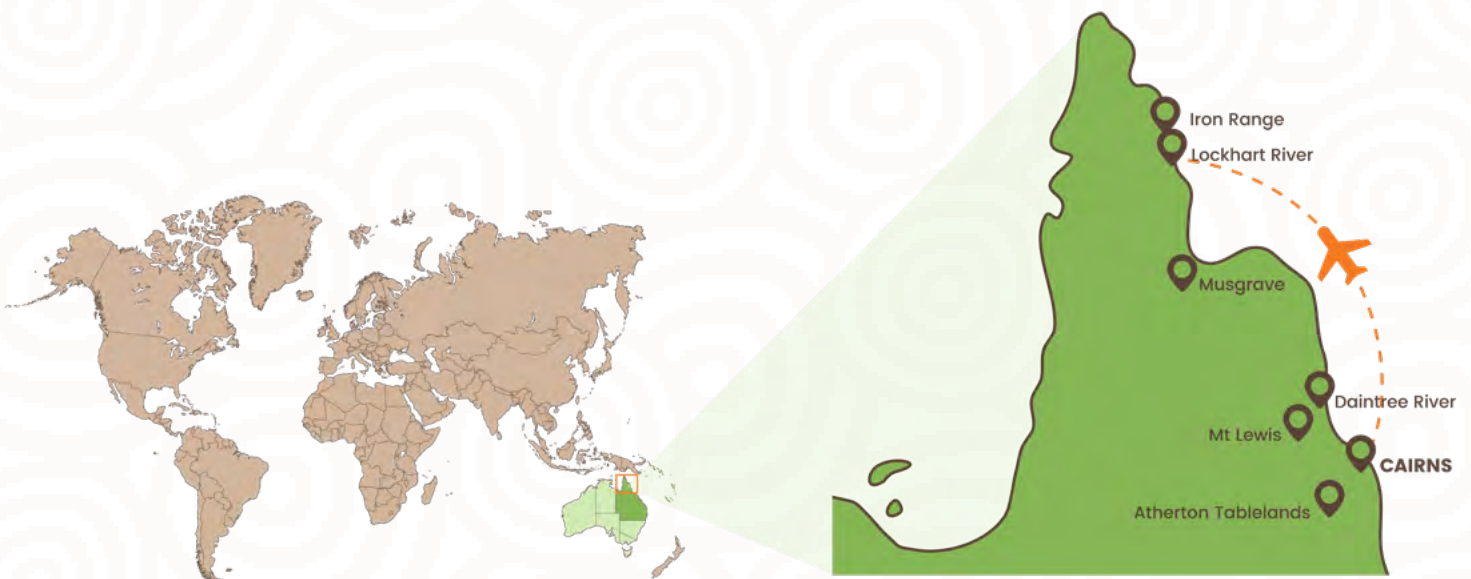 Iron Range
Lockhart River
Musgrave
Daintree River
Mt Lewis
CAIRNS
Atherton Tablelands